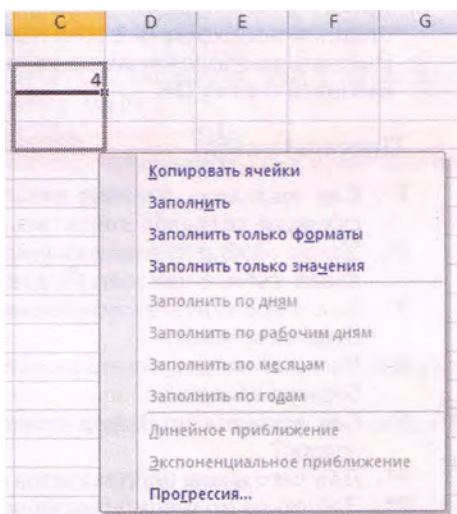 C D E F G
4
Копировать ячейки
Заполнить
Заполнить только форматы
Заполнить только значения
Заполнить по дням
Заполнить по рабочим дням
Заполнить по месяцам
Заполнить по годам
Линейное приближение
Экспоненциальное приближение
Прогрессия...